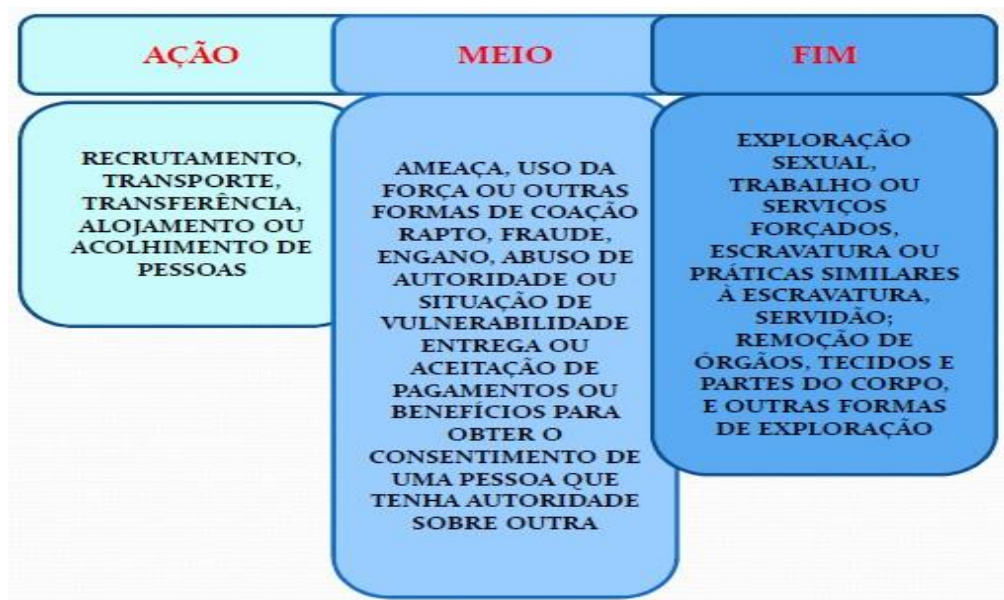 AÇÃO
RECRUTAMENTO,
TRANSPORTE,
TRANSFERÊNCIA,
ALOJAMENTO OU
ACOLHIMENTO DE
PESSOAS
MEIO
AMEAÇA, USO DA
FORÇA OU OUTRAS
FORMAS DE COAÇÃO
RAPTO, FRAUDE,
ENGANO, ABUSO DE
AUTORIDADE OU
SITUAÇÃO DE
VULNERABILIDADE
ENTREGA OU
ACEITAÇÃO DE
PAGAMENTOS OU
BENEFÍCIOS PARA
OBTER O
CONSENTIMENTO DE
UMA PESSOA QUE
TENHA AUTORIDADE
SOBRE OUTRA
FIM
EXPLORAÇÃO
SEXUAL,
TRABALHO OU
SERVIÇOS
FORÇADOS,
ESCRAVATURA OU
PRÁTICAS SIMILARES
À ESCRAVATURA,
SERVIDÃO;
REMOÇÃO DE
ÓRGÃOS, TECIDOS E
PARTES DO CORPO,
E OUTRAS FORMAS
DE EXPLORAÇÃO